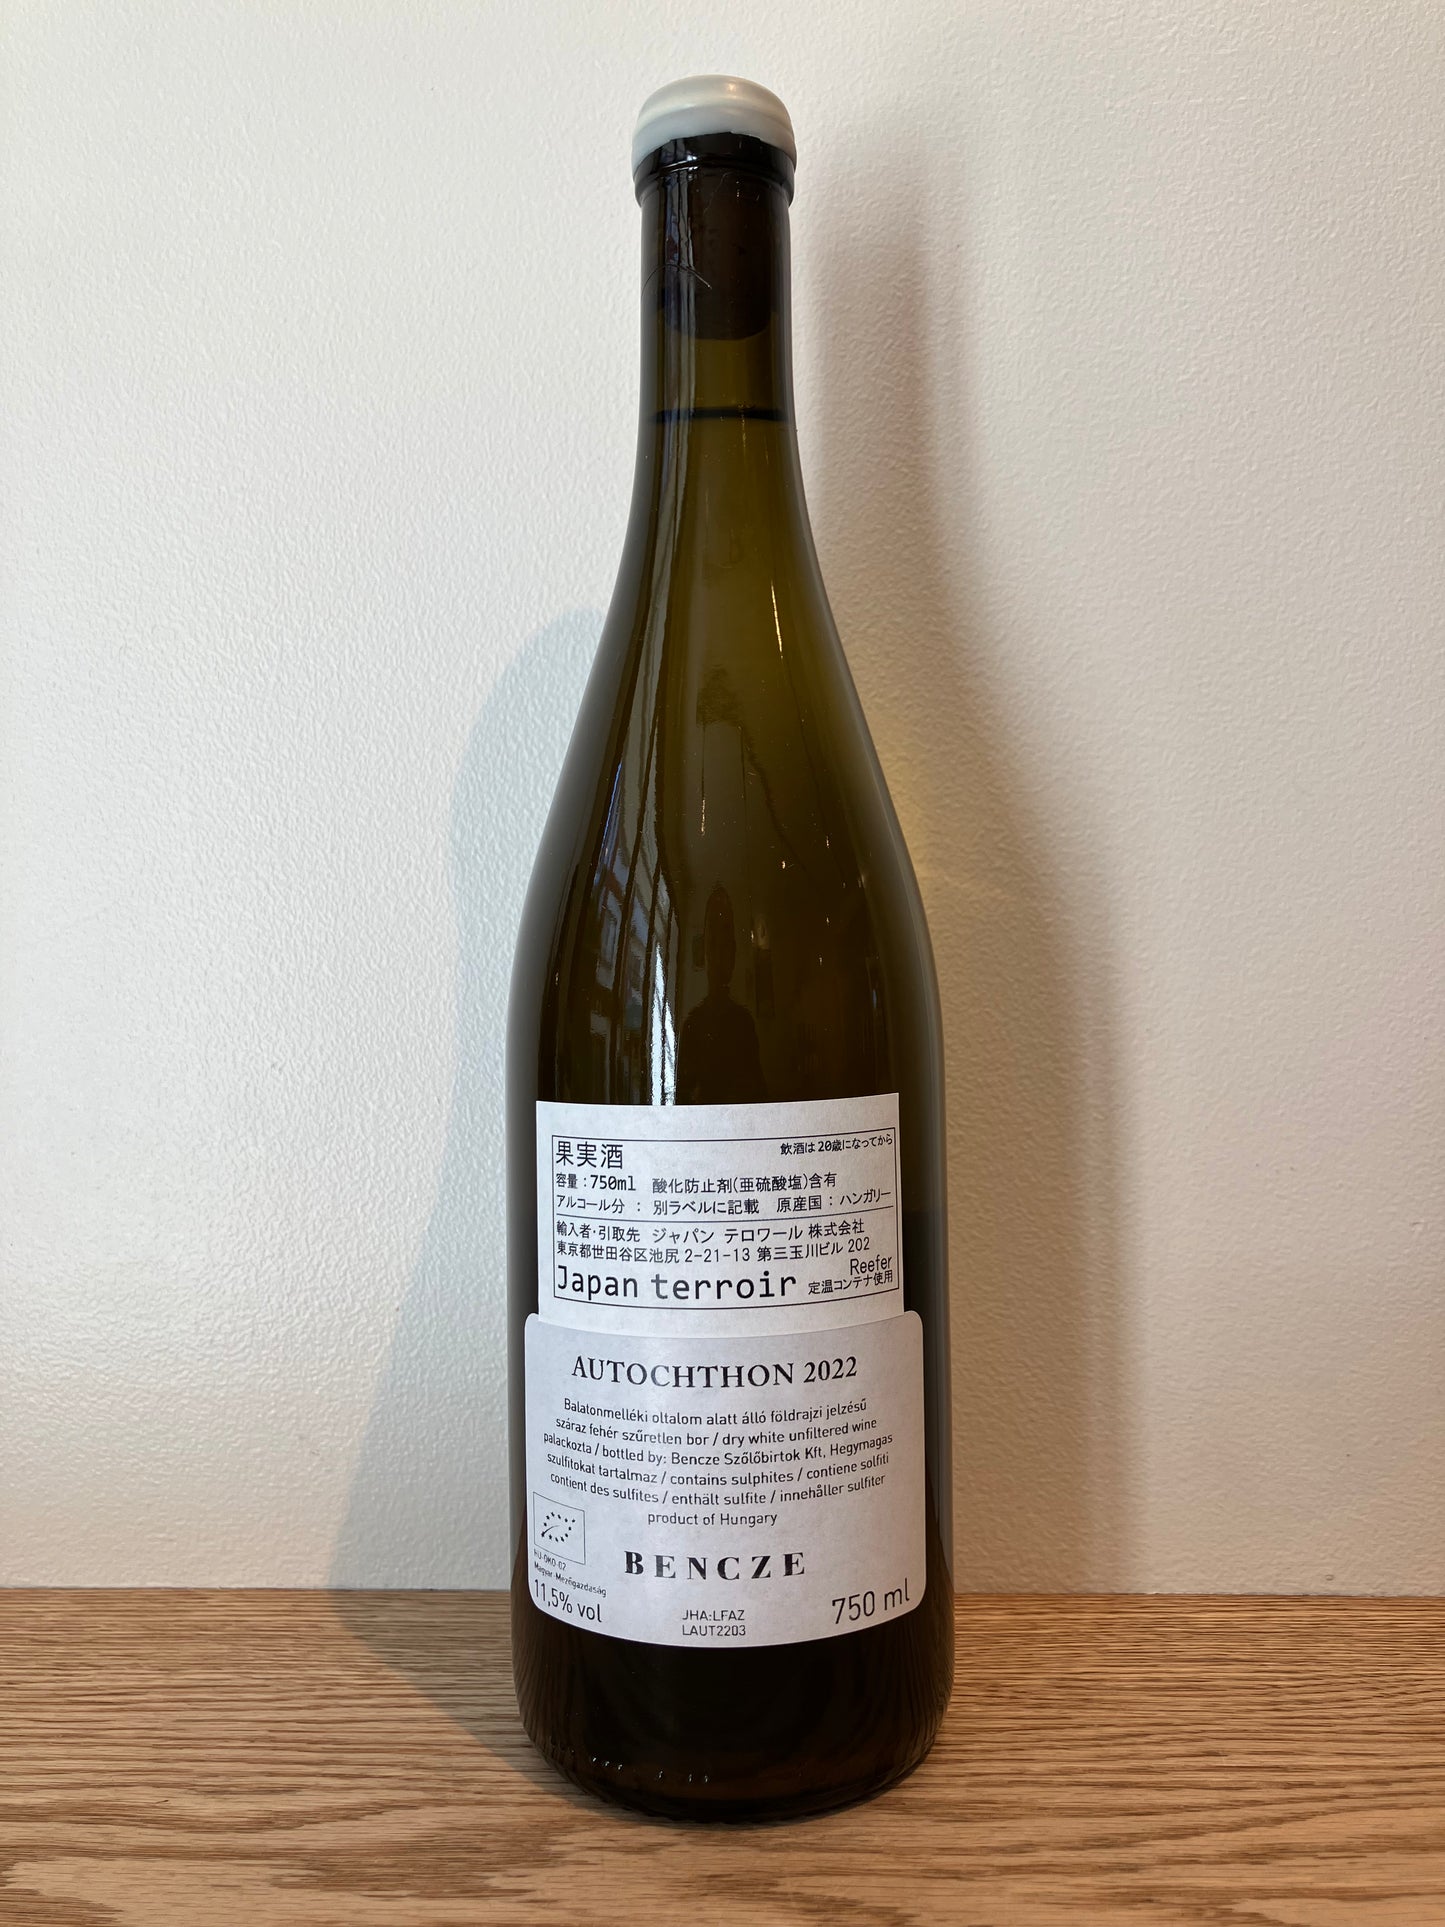 果実酒 飲酒は20歳になってから
容量:750ml 酸化防止剤(亜硫酸塩)含有
アルコール分 : 別ラベルに記載 原産国 : ハンガリー
輸入者・引取先 ジャパン テロワール 株式会社
東京都世田谷区池尻 2-21-13 第三玉川ビル 202
Reefer
Japan terroir 定温コンテナ使用
AUTOCHTHON 2022
Balatonmelléki oltalom alatt álló földrajzi jelzésű
száraz fehér szűretlen bor / dry white unfiltered wine
palackozta / bottled by: Bencze Szőlőbirtok Kft, Hegymagas
szulfitokat tartalmaz / contains sulphites / contiene solfiti
contient des sulfites / enthält sulfite / innehåller sulfiter
product of Hungary
HU-ÖKO-02
Magyar-Mezőgazdaság
BENCZE
11,5% vol
JHA:LFAZ
LAUT2203
750 ml